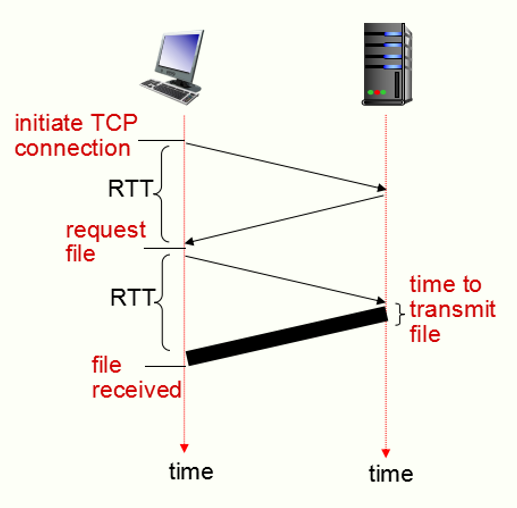 initiate TCP
connection
RTT
request
file
RTT
time to
transmit
file
file
received
time
time